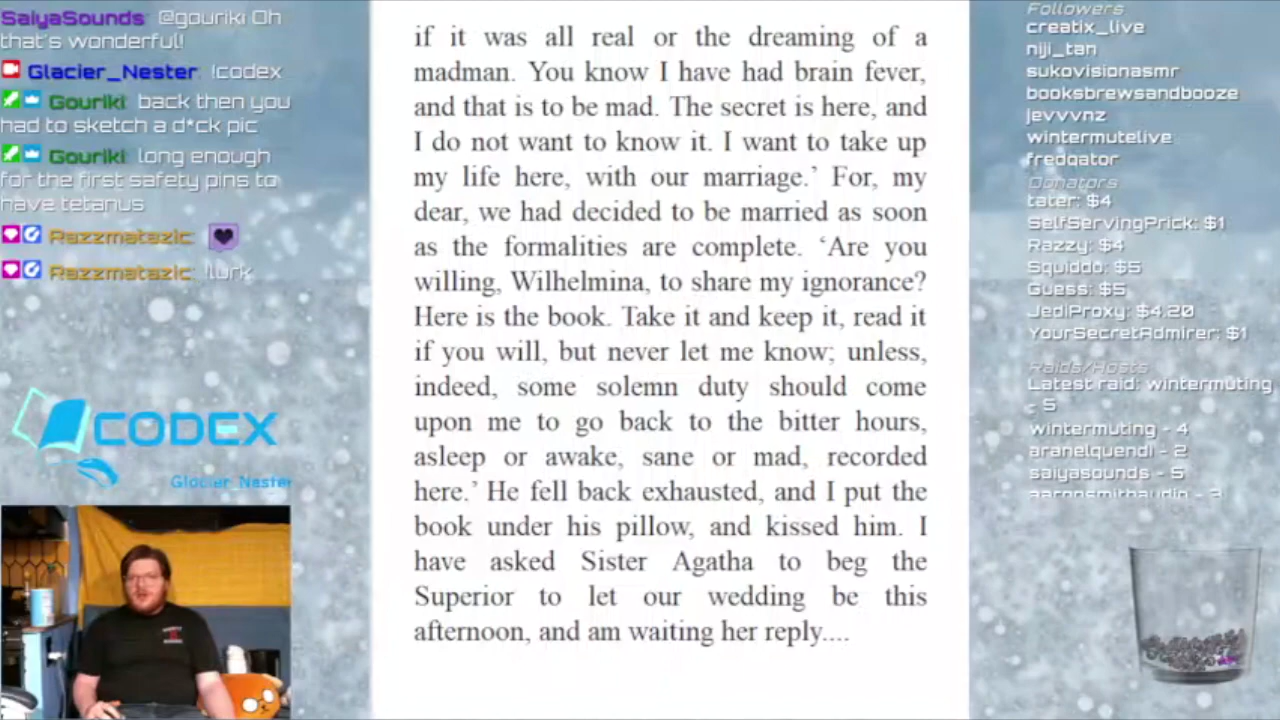 SaiyaSounds: @gouriki Oh
that's wonderful!
Glacier_Nester: !codex
Gouriki: back then you
had to sketch a d*ck pic
Gouriki: long enough
for the first safety pins to
have tetanus
Razzmatazic:
Razzmatazic: !lurk
CODEX
Glacier_Nester
if it was all real or the dreaming of a
madman. You know I have had brain fever,
and that is to be mad. The secret is here, and
I do not want to know it. I want to take up
my life here, with our marriage.’ For, my
dear, we had decided to be married as soon
as the formalities are complete. ‘Are you
willing, Wilhelmina, to share my ignorance?
Here is the book. Take it and keep it, read it
if you will, but never let me know; unless,
indeed, some solemn duty should come
upon me to go back to the bitter hours,
asleep or awake, sane or mad, recorded
here.’ He fell back exhausted, and I put the
book under his pillow, and kissed him. I
have asked Sister Agatha to beg the
Superior to let our wedding be this
afternoon, and am waiting her reply....
Followers
creatix_live
niji_tan
sukovisionasmr
booksbrewsandbooze
jevvvnz
wintermutelive
fredgator
Donators
tater: $4
SelfServingPrick: $1
Razzy: $4
Squidd0: $5
Guess: $5
JediProxy: $4.20
YourSecretAdmirer: $1
Raids/Hosts
Latest raid: wintermuting
- 5
wintermuting - 4
aranelquendi - 2
saiyasounds - 5